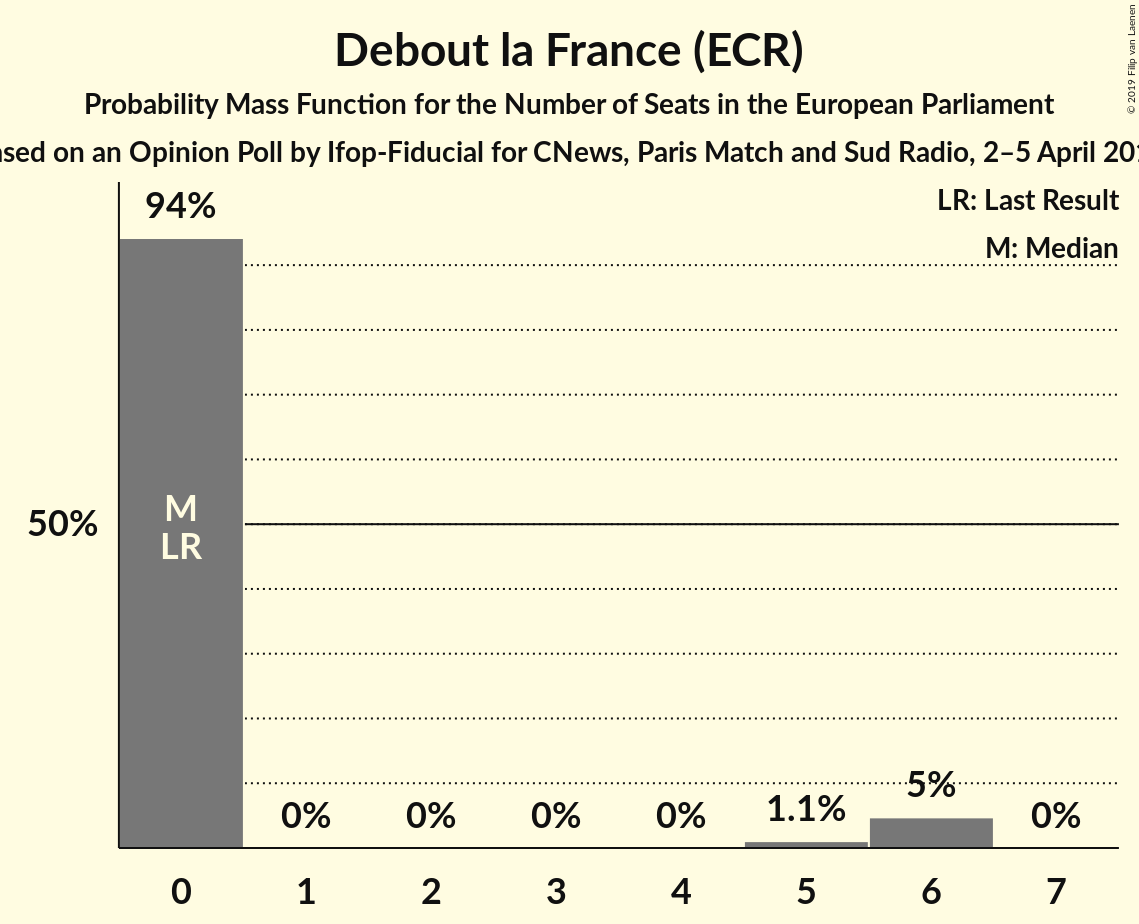 Debout la France (ECR)
Probability Mass Function for the Number of Seats in the European Parliament
on an Opinion Poll by Ifop-Fiducial for CNews, Paris Match and Sud Radio, 2–5 April
© 2019 Filip van Laenen
LR: Last Result
M: Median
94%
50%
M
LR
0%
0%
0%
0%
1.1%
5%
0%
0
1
2
3
4
5
6
7